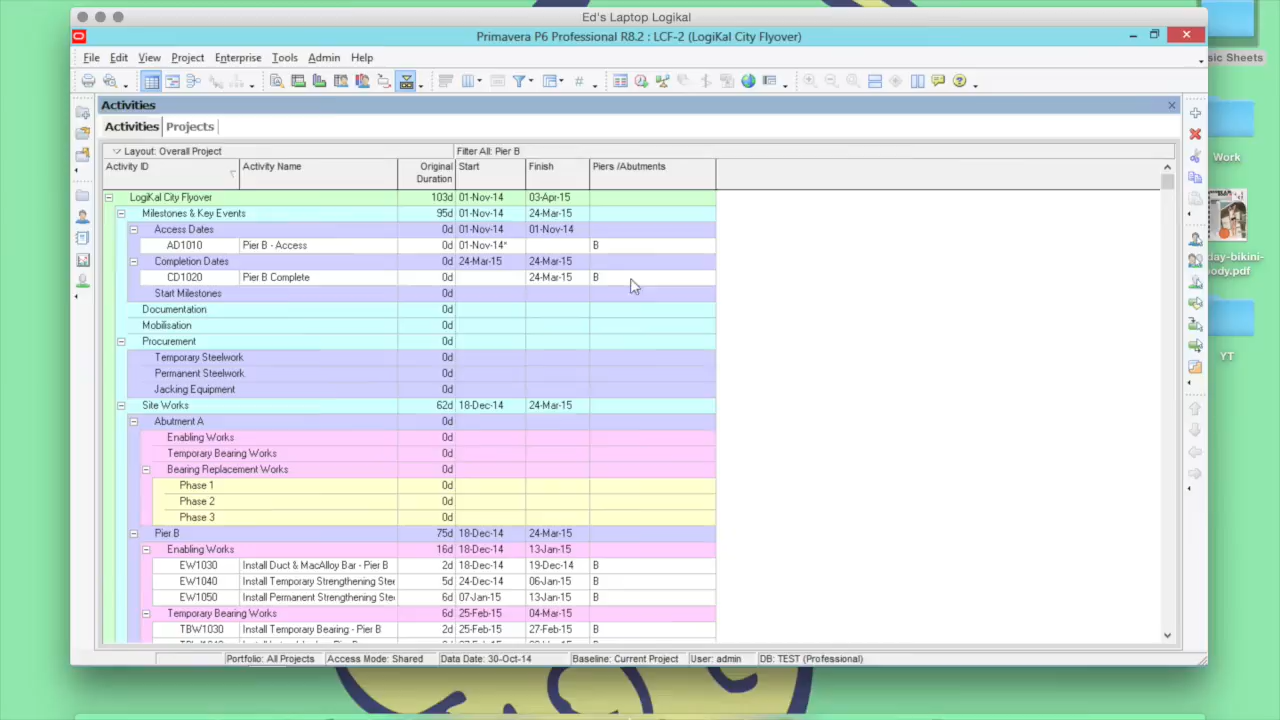 Ed's Laptop Logikal
Primavera P6 Professional R8.2 : LCF-2 (LogiKal City Flyover)
File Edit View Project Enterprise Tools Admin Help
sic Sheets
Activities
Activities Projects
Layout: Overall Project Filter All: Pier B
Activity ID Activity Name Original Duration Start Finish Piers /Abutments
LogiKal City Flyover 103d 01-Nov-14 03-Apr-15
Milestones & Key Events 95d 01-Nov-14 24-Mar-15
Access Dates 0d 01-Nov-14 01-Nov-14
AD1010 Pier B - Access 0d 01-Nov-14* B
Completion Dates 0d 24-Mar-15 24-Mar-15
CD1020 Pier B Complete 0d 24-Mar-15 B
Start Milestones 0d
Documentation 0d
Mobilisation 0d
Procurement 0d
Temporary Steelwork 0d
Permanent Steelwork 0d
Jacking Equipment 0d
Site Works 62d 18-Dec-14 24-Mar-15
Abutment A 0d
Enabling Works 0d
Temporary Bearing Works 0d
Bearing Replacement Works 0d
Phase 1 0d
Phase 2 0d
Phase 3 0d
Pier B 75d 18-Dec-14 24-Mar-15
Enabling Works 16d 18-Dec-14 13-Jan-15
EW1030 Install Duct & MacAlloy Bar - Pier B 2d 18-Dec-14 19-Dec-14 B
EW1040 Install Temporary Strengthening Stee 5d 24-Dec-14 06-Jan-15 B
EW1050 Install Permanent Strengthening Stee 6d 07-Jan-15 13-Jan-15 B
Temporary Bearing Works 6d 25-Feb-15 04-Mar-15
TBW1030 Install Temporary Bearing - Pier B 2d 25-Feb-15 27-Feb-15 B
Portfolio: All Projects Access Mode: Shared Data Date: 30-Oct-14 Baseline: Current Project User: admin DB: TEST (Professional)
Work
day-bikini-
ody.pdf
YT